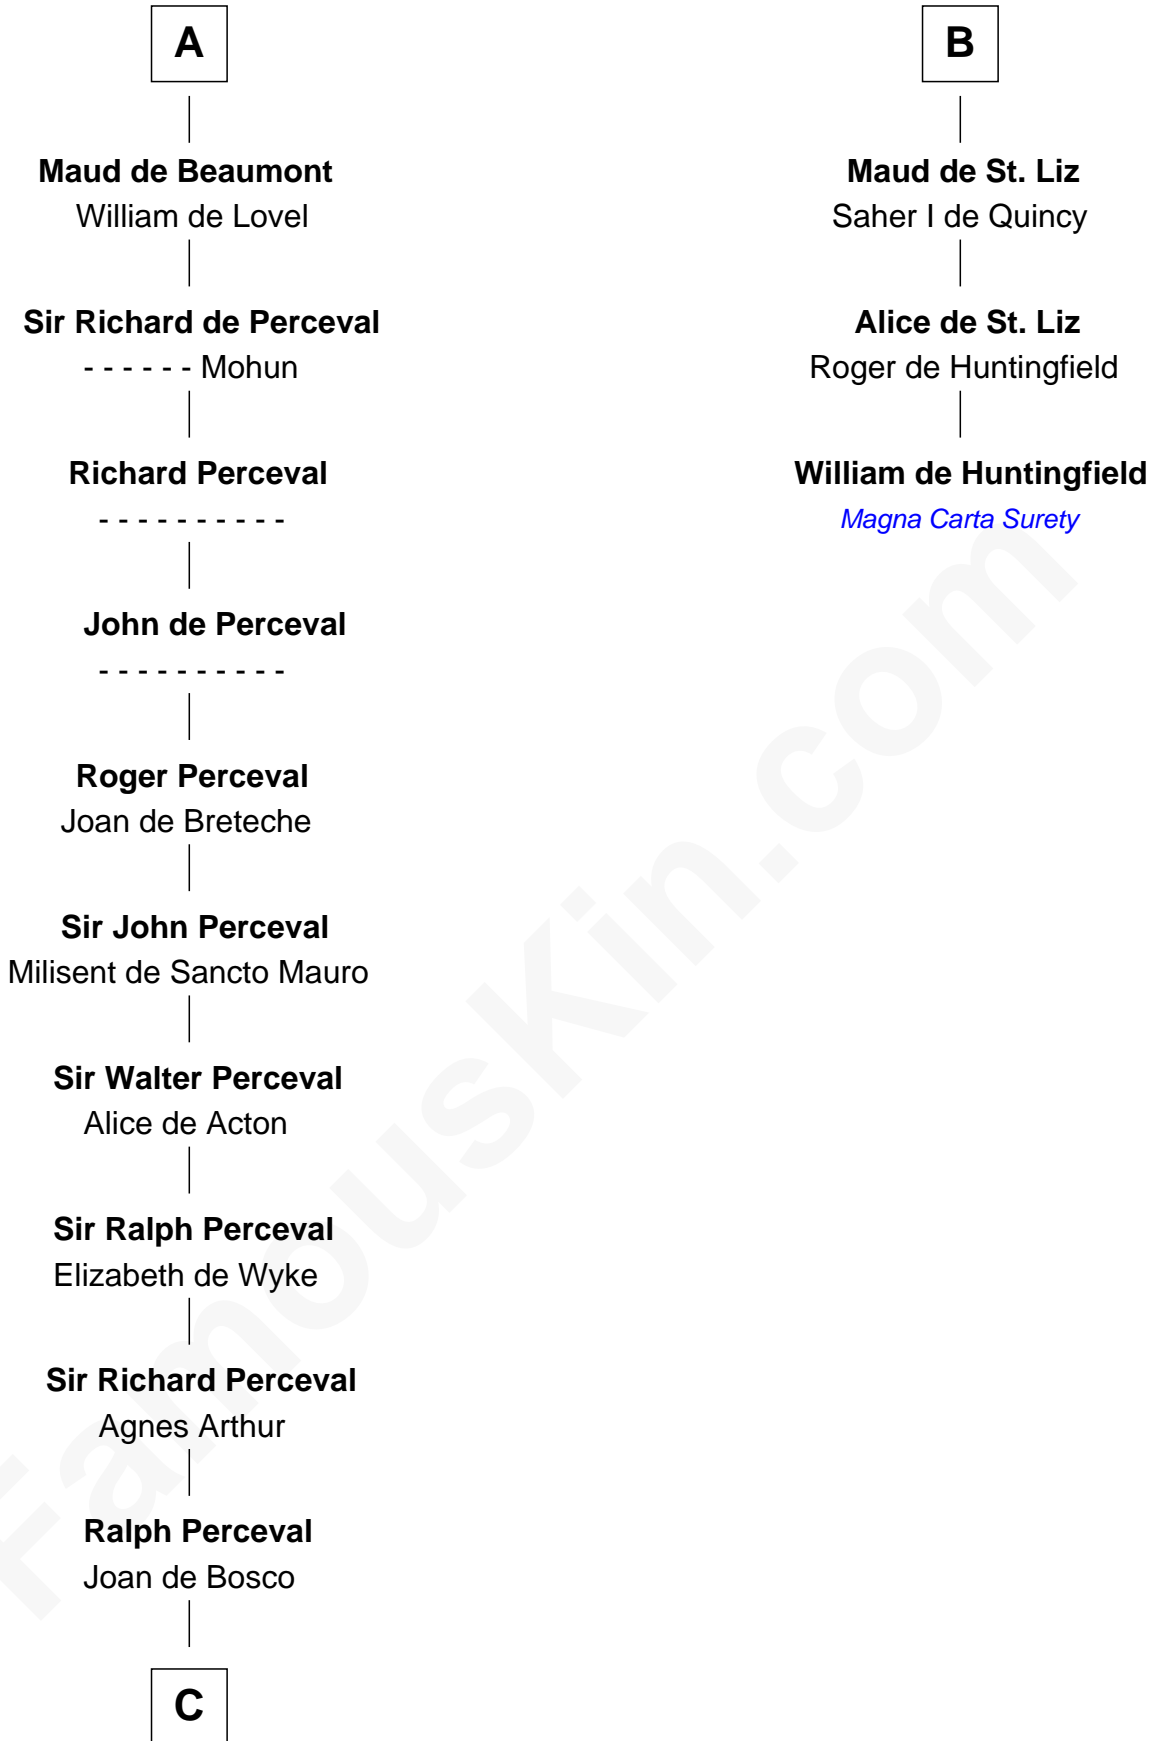 A
Maud de Beaumont
William de Lovel
Sir Richard de Perceval
- - - - - - Mohun
Richard Perceval
- - - - - - - - - -
John de Perceval
- - - - - - - - - -
Roger Perceval
Joan de Breteche
Sir John Perceval
Milisent de Sancto Mauro
Sir Walter Perceval
Alice de Acton
Sir Ralph Perceval
Elizabeth de Wyke
Sir Richard Perceval
Agnes Arthur
Ralph Perceval
Joan de Bosco
C
B
Maud de St. Liz
Saher I de Quincy
Alice de St. Liz
Roger de Huntingfield
William de Huntingfield
Magna Carta Surety
FamousKin.com